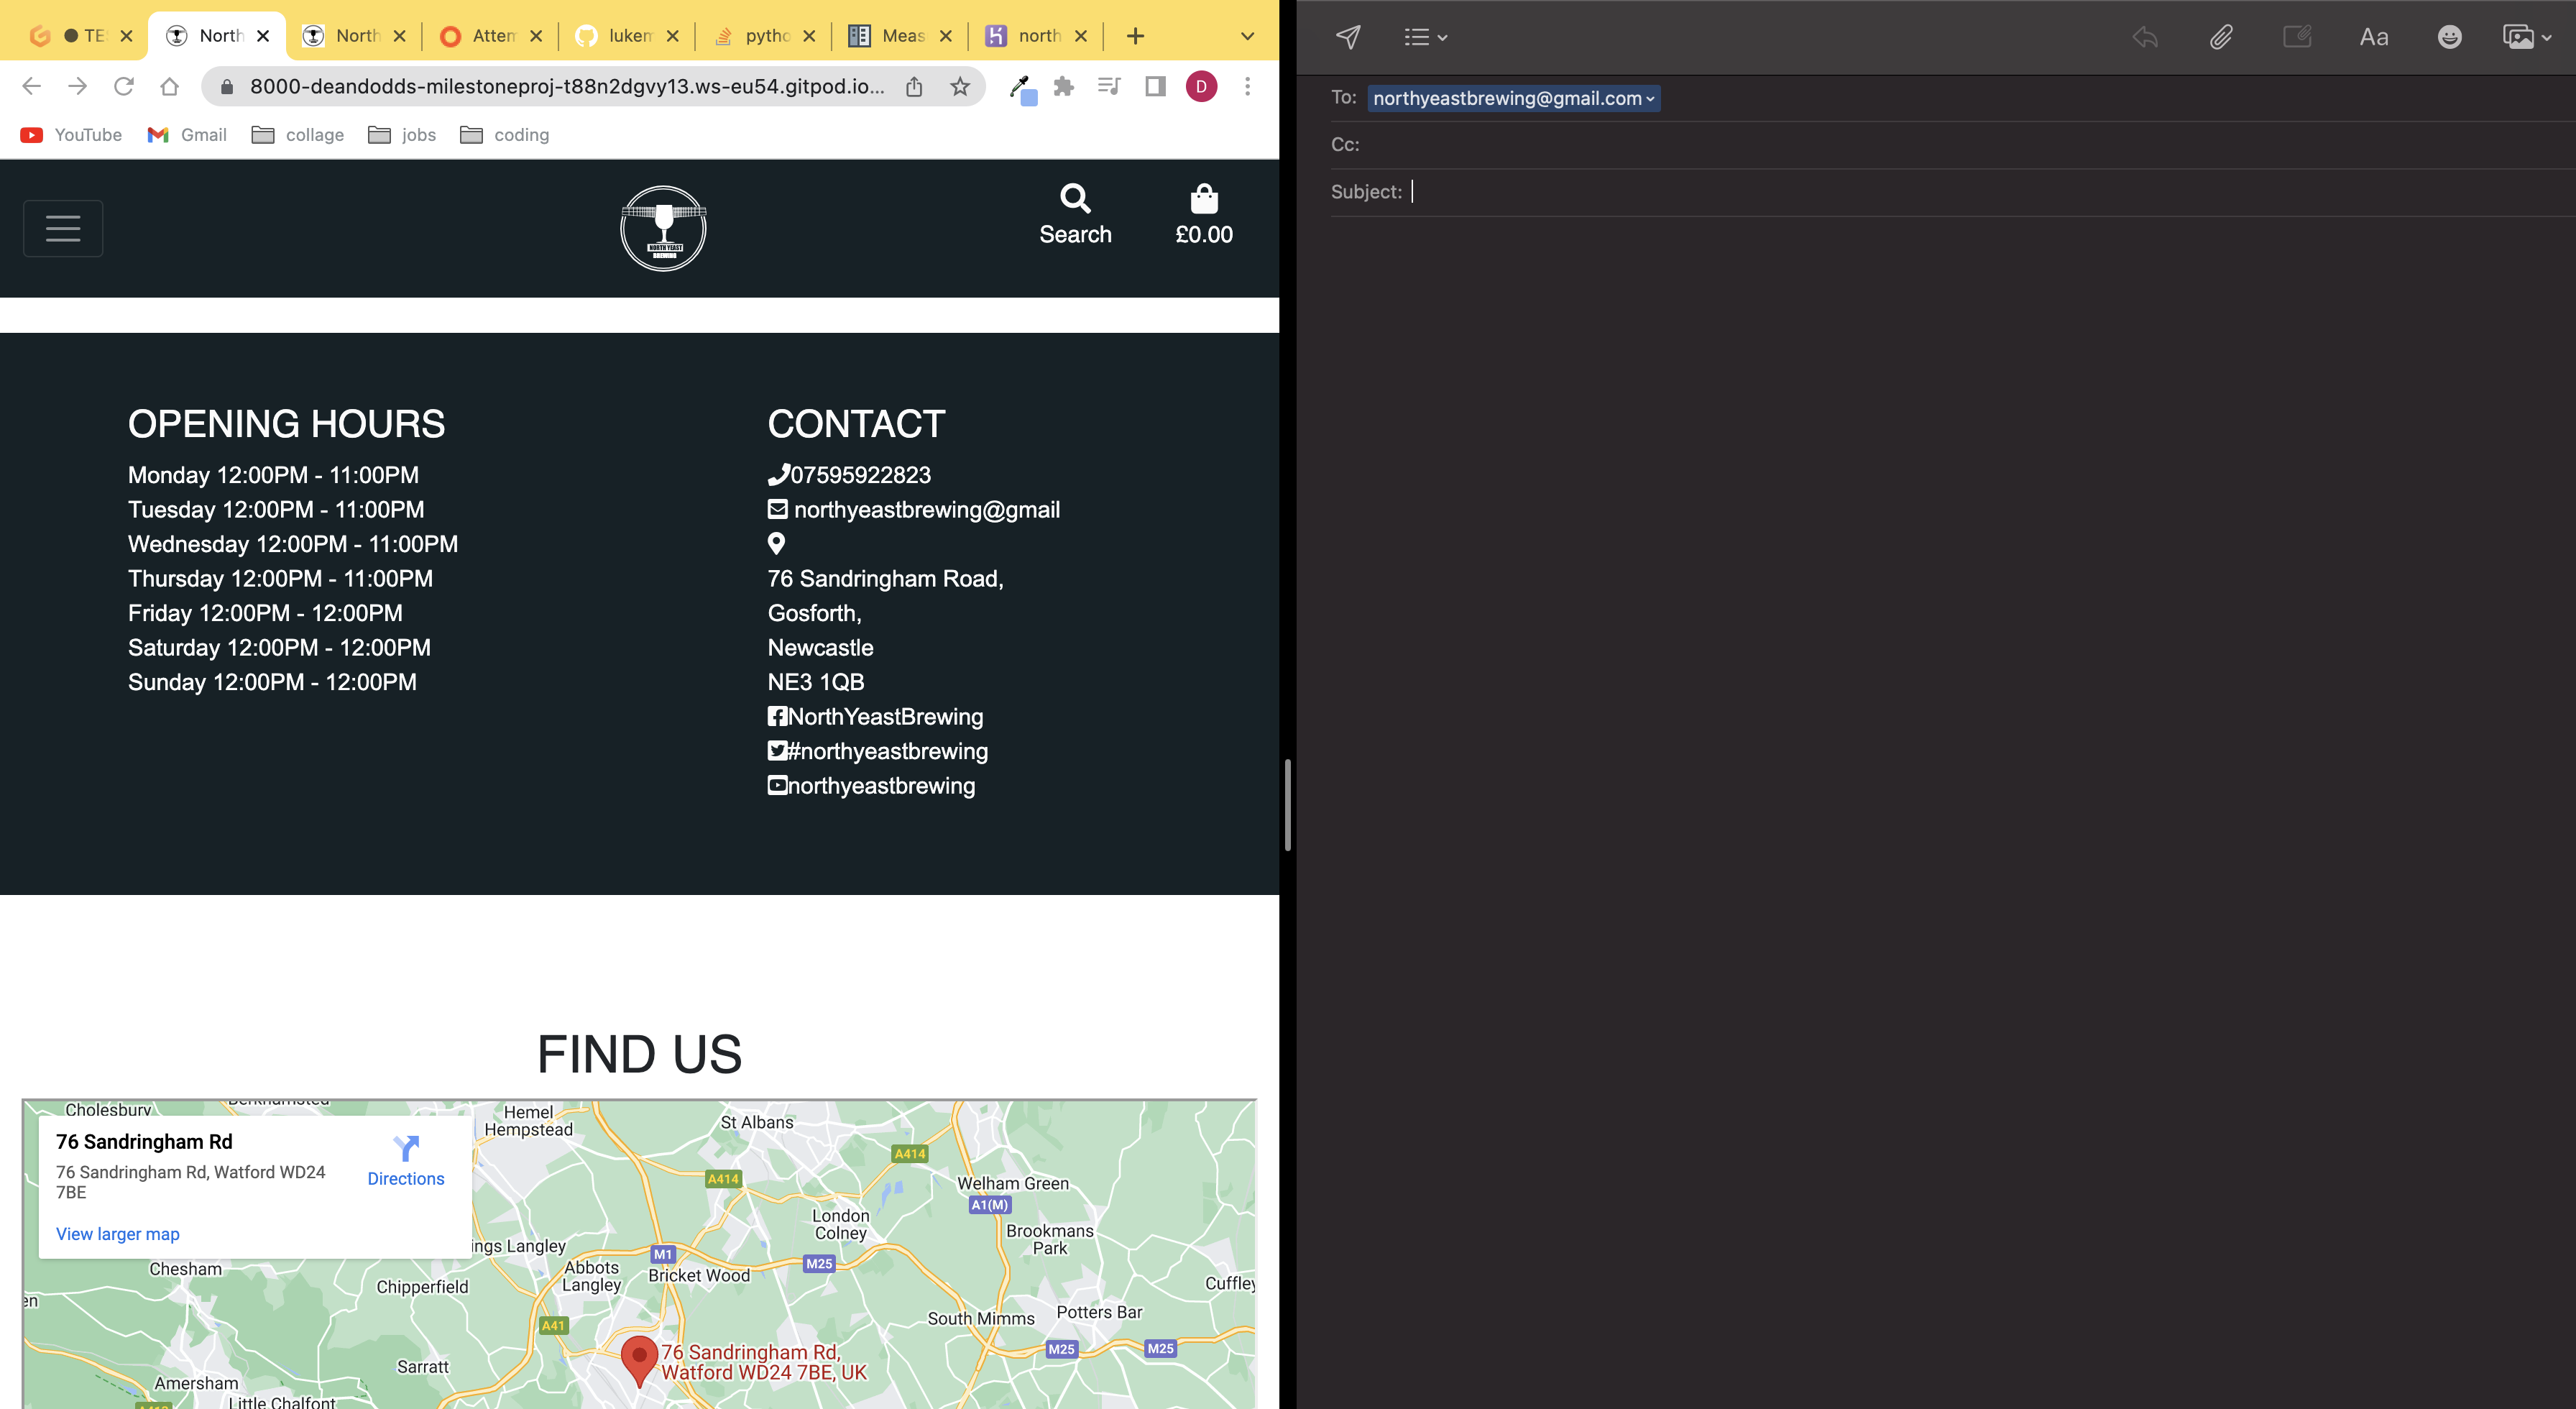 TE
North
North
Attem
lukem
pytho
Meas
north
8000-deandodds-milestoneproj-t88n2dgvy13.ws-eu54.gitpod.io...
D
YouTube
Gmail
collage
jobs
coding
NORTH YEAST
BREWING
Search
£0.00
OPENING HOURS
Monday 12:00PM - 11:00PM
Tuesday 12:00PM - 11:00PM
Wednesday 12:00PM - 11:00PM
Thursday 12:00PM - 11:00PM
Friday 12:00PM - 12:00PM
Saturday 12:00PM - 12:00PM
Sunday 12:00PM - 12:00PM
CONTACT
07595922823
northyeastbrewing@gmail
76 Sandringham Road,
Gosforth,
Newcastle
NE3 1QB
NorthYeastBrewing
#northyeastbrewing
northyeastbrewing
FIND US
76 Sandringham Rd
76 Sandringham Rd, Watford WD24
7BE
Directions
View larger map
Cholesbury
Hemel
Hempstead
St Albans
A414
A414
Welham Green
A1(M)
London
Colney
Brookmans
Park
ings Langley
M1
M25
Abbots
Langley
Bricket Wood
Chesham
Chipperfield
Cuffley
en
South Mimms
Potters Bar
A41
M25
M25
76 Sandringham Rd,
Watford WD24 7BE, UK
Sarratt
Amersham
Little Chalfont
Aa
To: northyeastbrewing@gmail.com
Cc:
Subject: